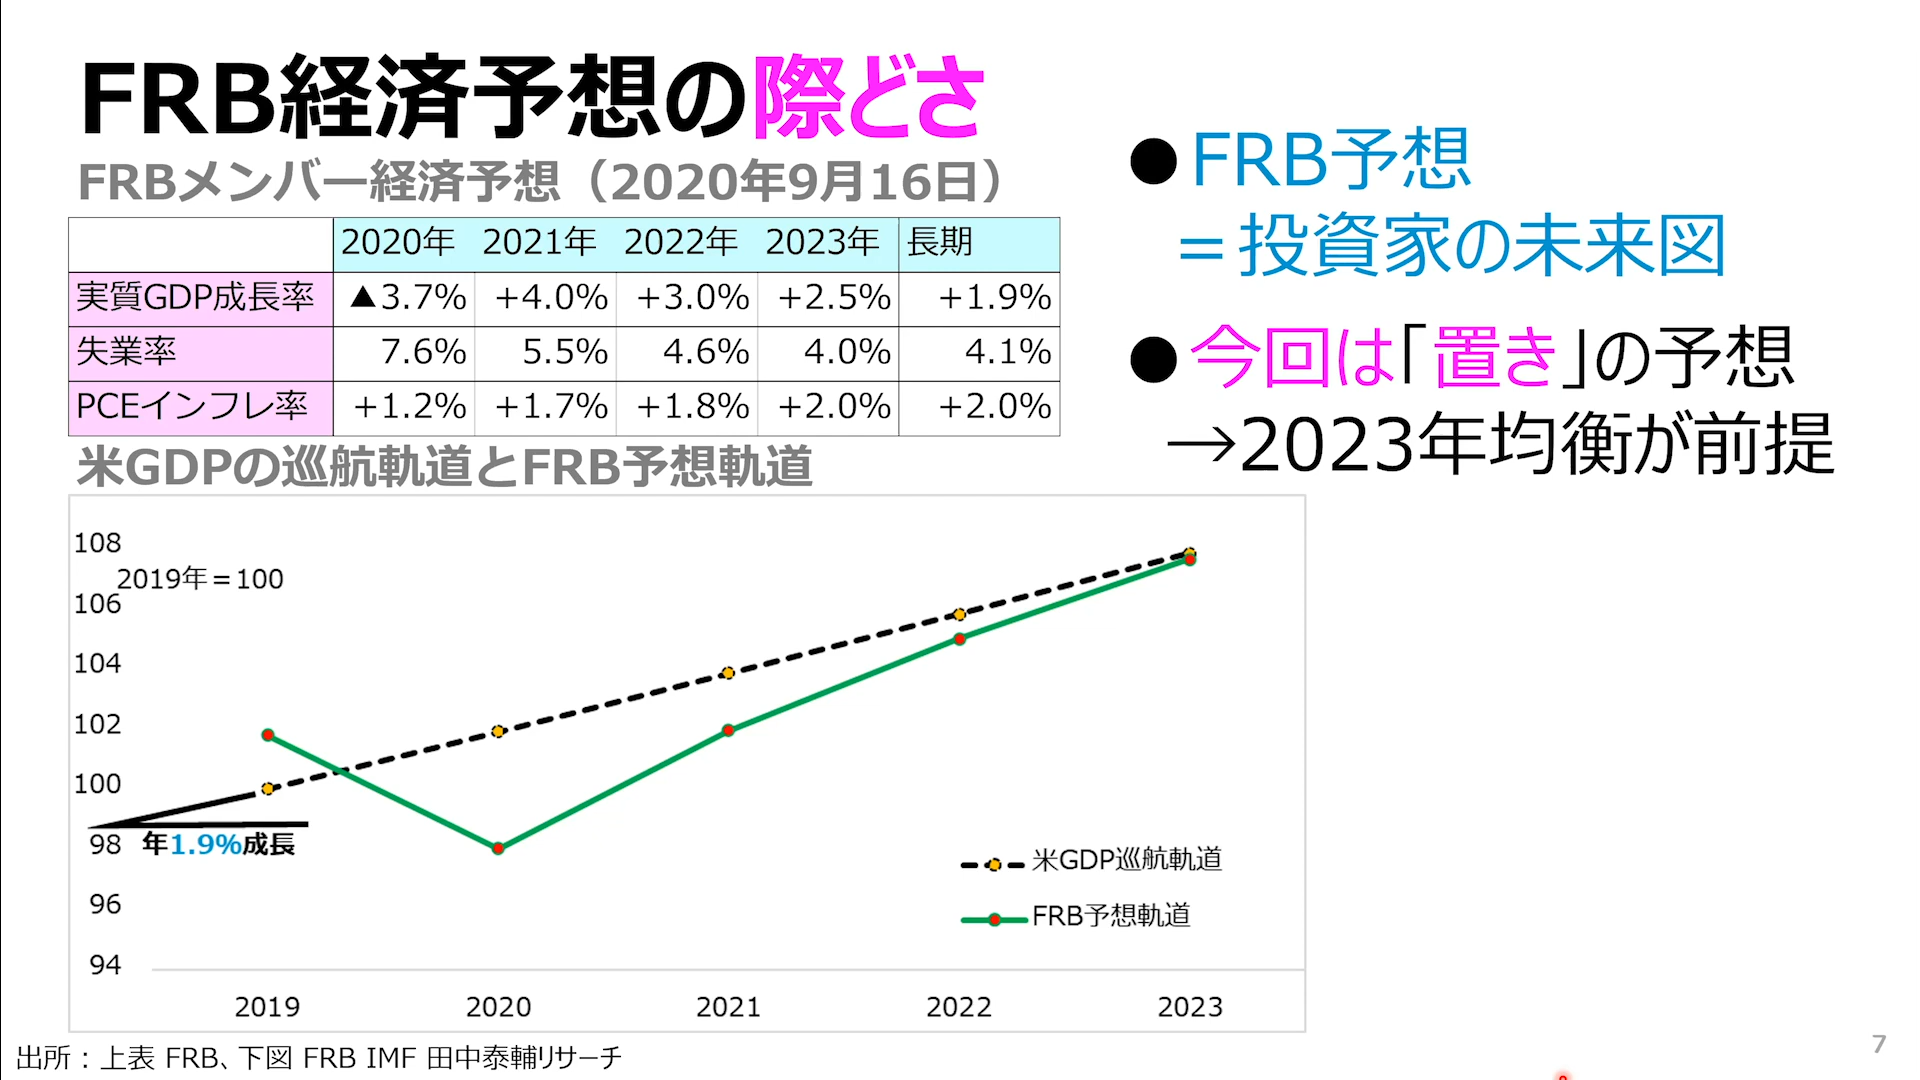 FRB経済予想の際どさ
FRBメンバー経済予想（2020年9月16日）
2020年 2021年 2022年 2023年 長期
実質GDP成長率 ▲3.7% +4.0% +3.0% +2.5% +1.9%
失業率 7.6% 5.5% 4.6% 4.0% 4.1%
PCEインフレ率 +1.2% +1.7% +1.8% +2.0% +2.0%
●FRB予想
＝投資家の未来図
●今回は「置き」の予想
→2023年均衡が前提
米GDPの巡航軌道とFRB予想軌道
108
2019年＝100
106
104
102
100
98
年1.9%成長
96
94
米GDP巡航軌道
FRB予想軌道
2019 2020 2021 2022 2023
出所：上表 FRB、下図 FRB IMF 田中泰輔リサーチ
7